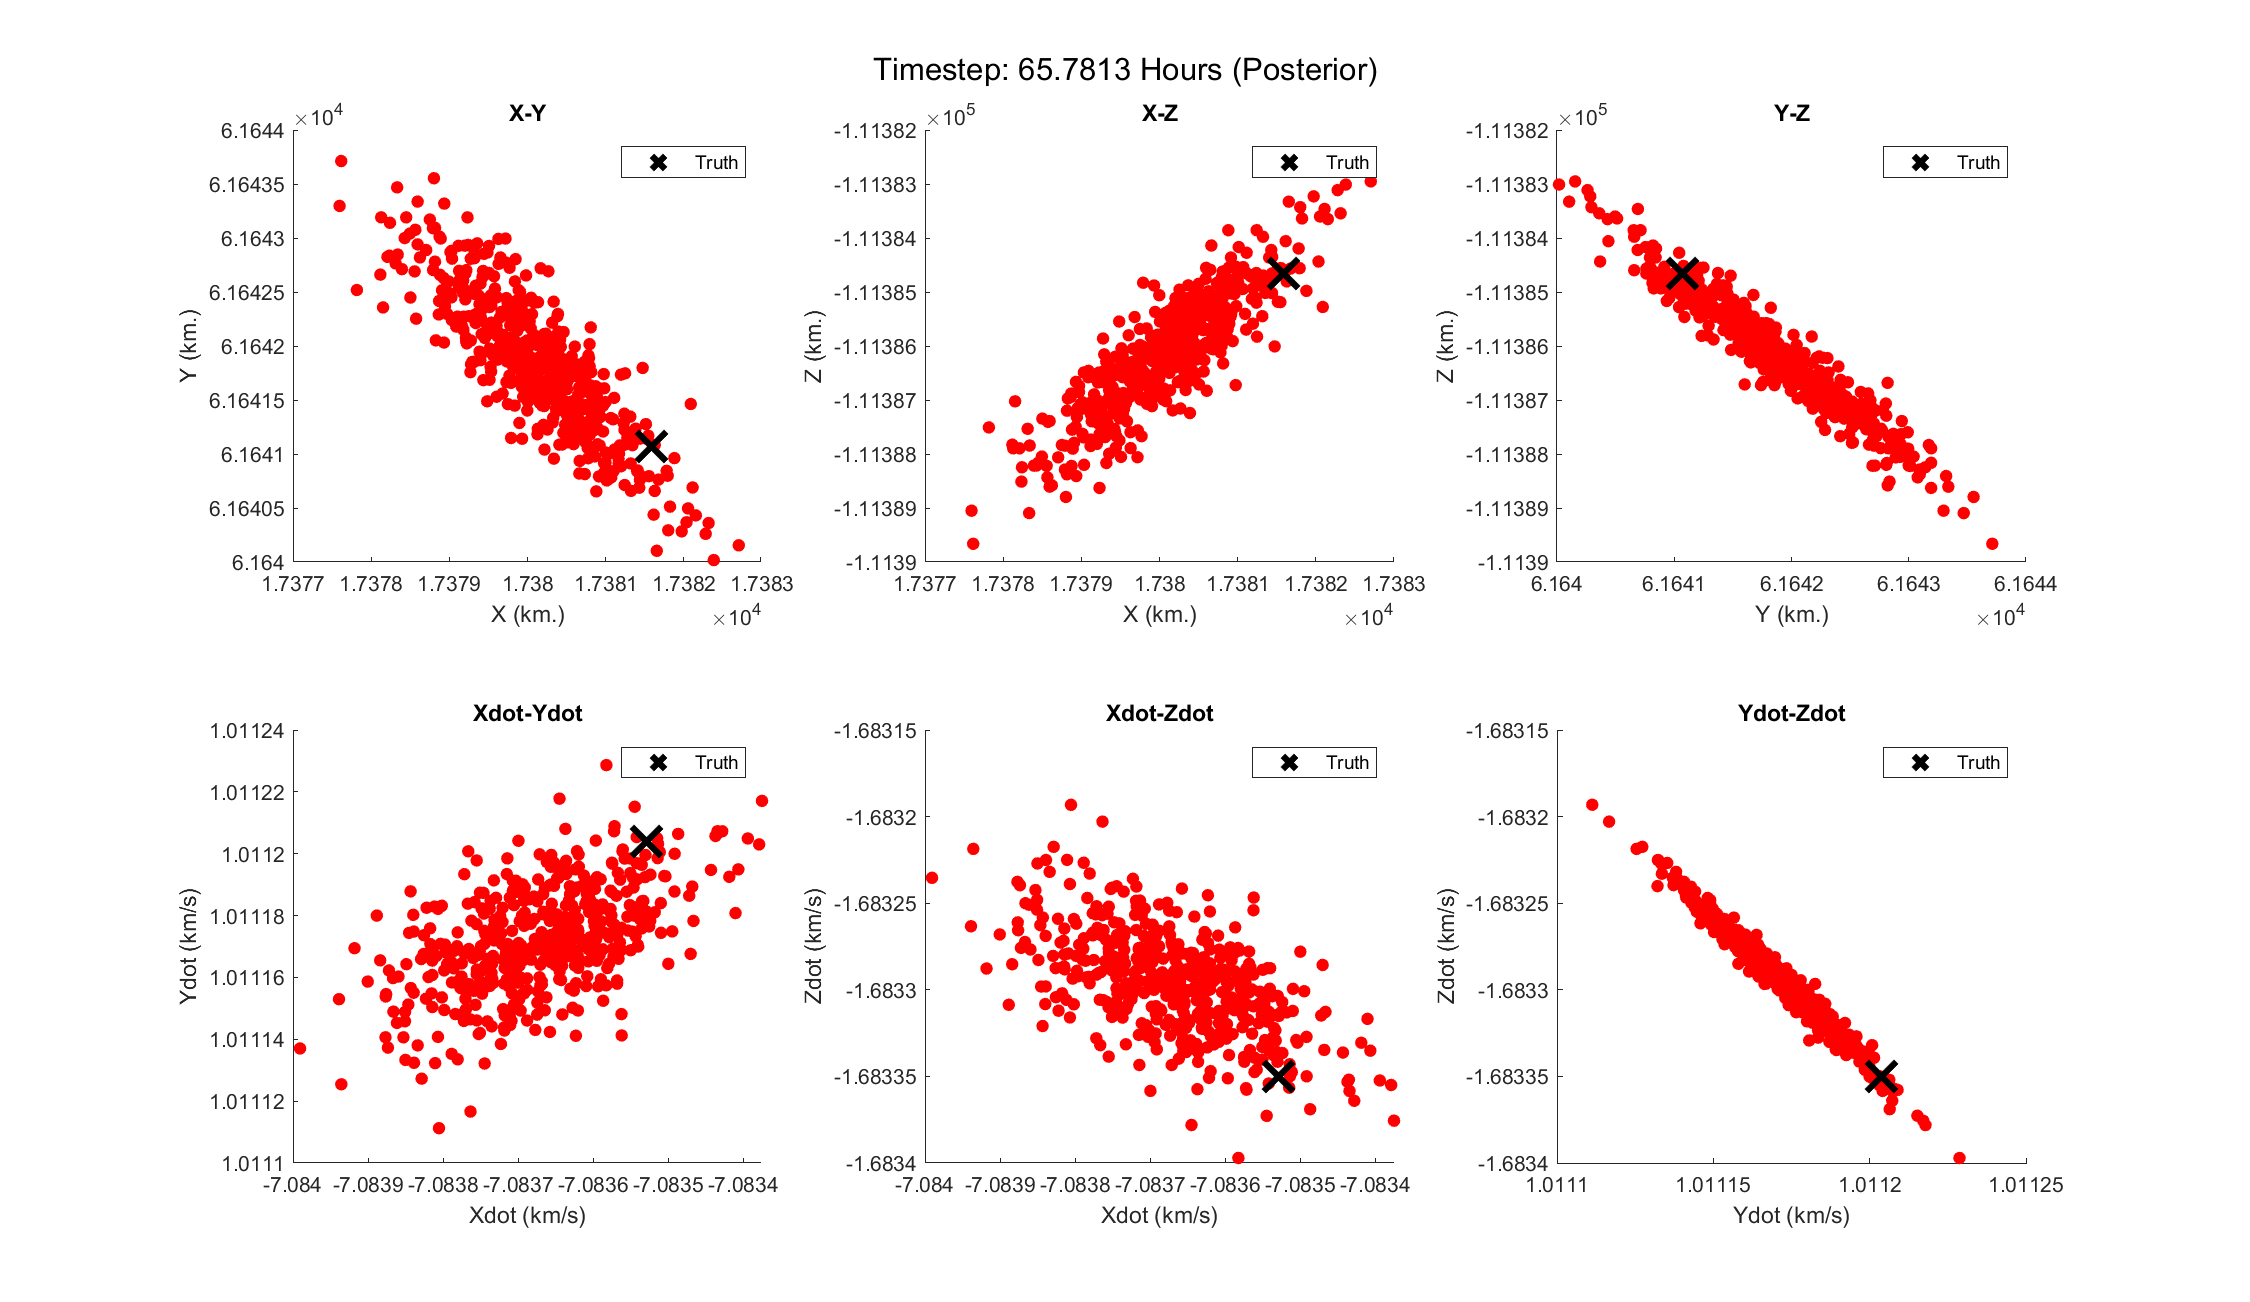 Timestep: 65.7813 Hours (Posterior)
X-Y
×10^4
6.1644
6.16435
6.1643
6.16425
6.1642
6.16415
6.1641
6.16405
6.164
Y (km.)
Truth
1.7377 1.7378 1.7379 1.738 1.7381 1.7382 1.7383
X (km.)
×10^4
X-Z
×10^5
-1.11382
-1.11383
-1.11384
-1.11385
-1.11386
-1.11387
-1.11388
-1.11389
-1.1139
Z (km.)
Truth
1.7377 1.7378 1.7379 1.738 1.7381 1.7382 1.7383
X (km.)
×10^4
Y-Z
×10^5
-1.11382
-1.11383
-1.11384
-1.11385
-1.11386
-1.11387
-1.11388
-1.11389
-1.1139
Z (km.)
Truth
6.164 6.1641 6.1642 6.1643 6.1644
Y (km.)
×10^4
Xdot-Ydot
1.01124
1.01122
1.0112
1.01118
1.01116
1.01114
1.01112
1.0111
Ydot (km/s)
Truth
-7.084 -7.0839 -7.0838 -7.0837 -7.0836 -7.0835 -7.0834
Xdot (km/s)
Xdot-Zdot
-1.68315
-1.6832
-1.68325
-1.6833
-1.68335
-1.6834
Zdot (km/s)
Truth
-7.084 -7.0839 -7.0838 -7.0837 -7.0836 -7.0835 -7.0834
Xdot (km/s)
Ydot-Zdot
-1.68315
-1.6832
-1.68325
-1.6833
-1.68335
-1.6834
Zdot (km/s)
Truth
1.0111 1.01115 1.0112 1.01125
Ydot (km/s)